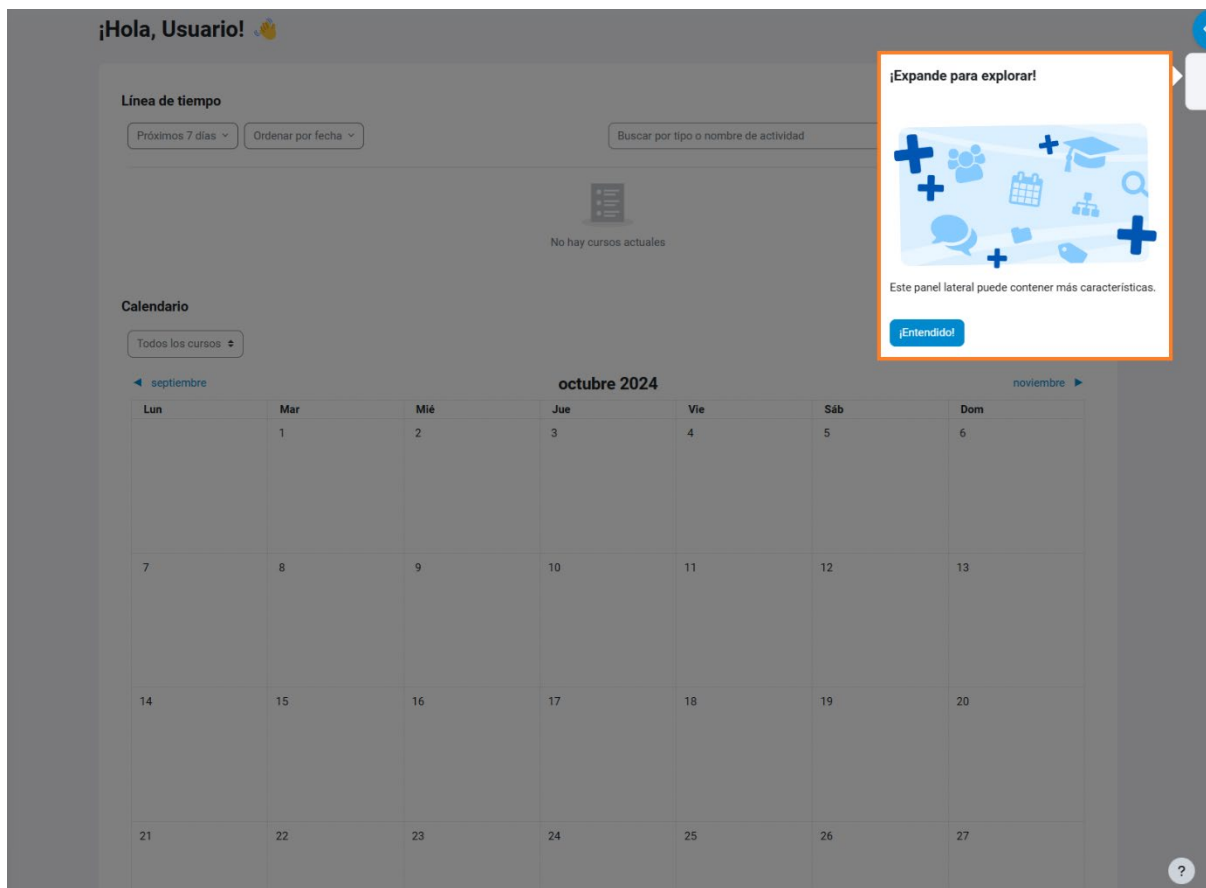 ¡Hola, Usuario! 👋
Línea de tiempo
Próximos 7 días
Ordenar por fecha
Buscar por tipo o nombre de actividad
No hay cursos actuales
¡Expande para explorar!
Este panel lateral puede contener más características.
¡Entendido!
Calendario
Todos los cursos
◄ septiembre
octubre 2024
noviembre ►
Lun Mar Mié Jue Vie Sáb Dom
1 2 3 4 5 6
7 8 9 10 11 12 13
14 15 16 17 18 19 20
21 22 23 24 25 26 27
?